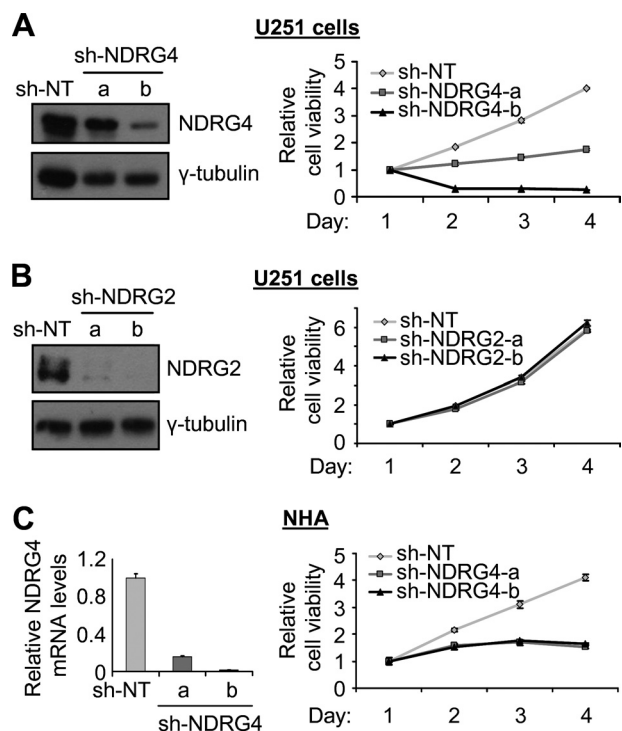 A
U251 cells
sh-NDRG4
sh-NT a b
NDRG4
γ-tubulin
Relative
cell viability
5
4
3
2
1
0
sh-NT
sh-NDRG4-a
sh-NDRG4-b
Day: 1 2 3 4
B
U251 cells
sh-NDRG2
sh-NT a b
NDRG2
γ-tubulin
Relative
cell viability
6
4
2
0
sh-NT
sh-NDRG2-a
sh-NDRG2-b
Day: 1 2 3 4
C
NHA
Relative NDRG4
mRNA levels
1.2
0.8
0.4
0
sh-NT a b
sh-NDRG4
Relative
cell viability
5
4
3
2
1
0
sh-NT
sh-NDRG4-a
sh-NDRG4-b
Day: 1 2 3 4